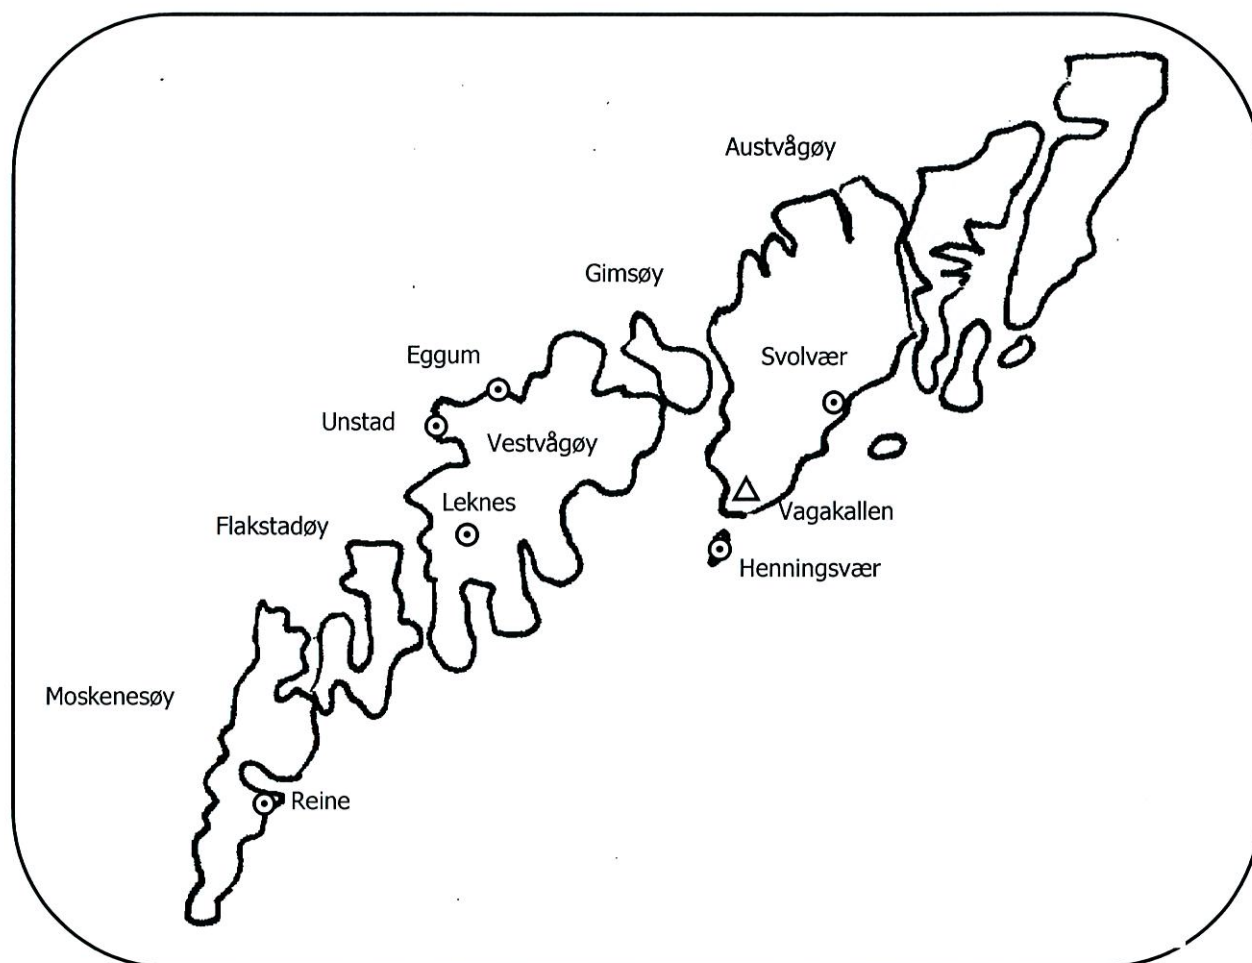 Austvågøy
Gimsøy
Eggum
Svolvær
Unstad
Vestvågøy
Leknes
Vagakallen
Flakstadøy
Henningsvær
Moskenesøy
Reine